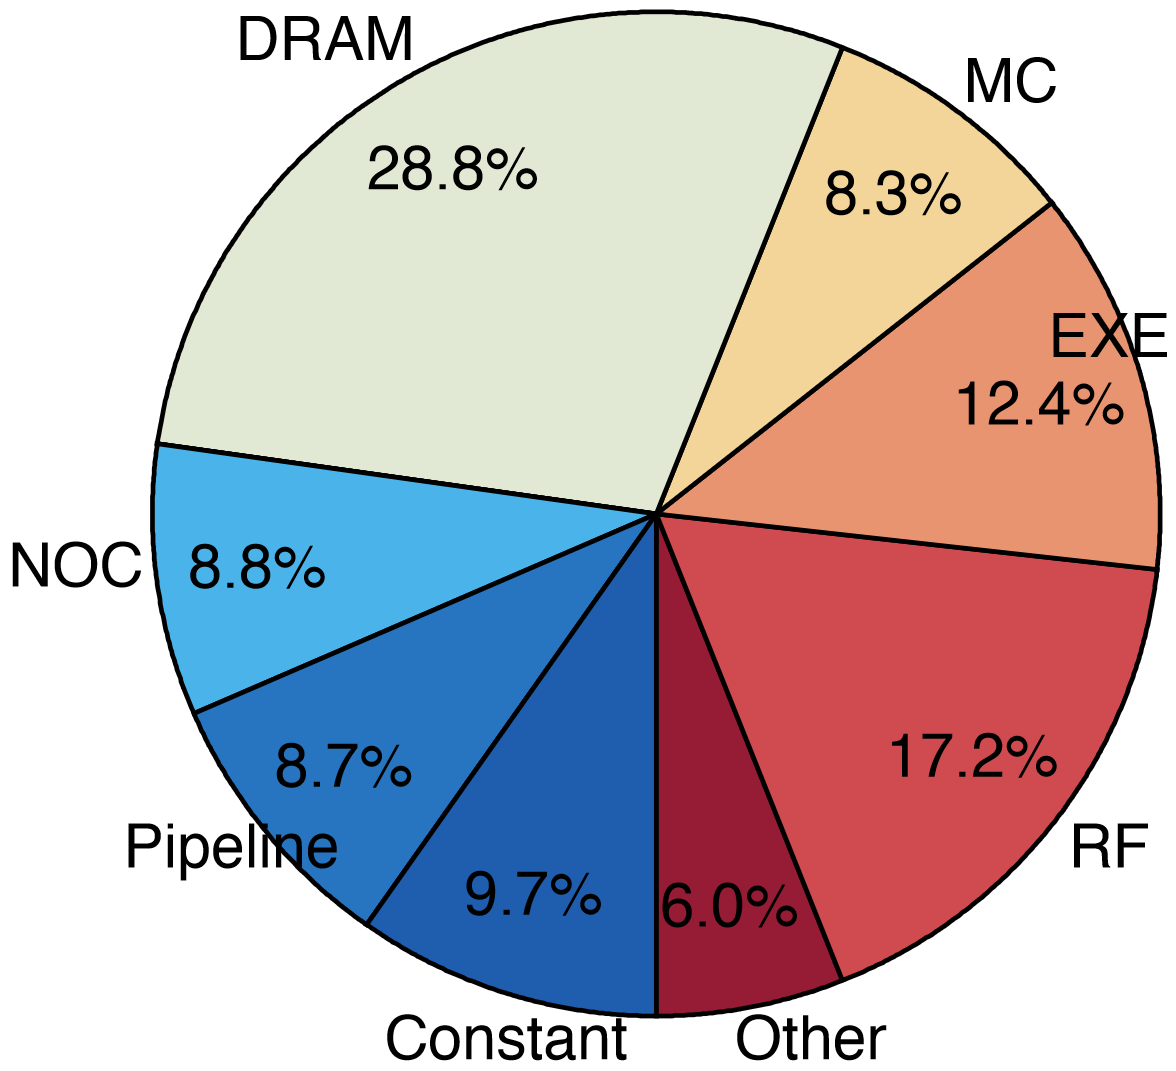 DRAM
28.8%
MC
8.3%
EXE
12.4%
NOC
8.8%
17.2%
RF
8.7%
Pipeline
9.7%
6.0%
Constant
Other